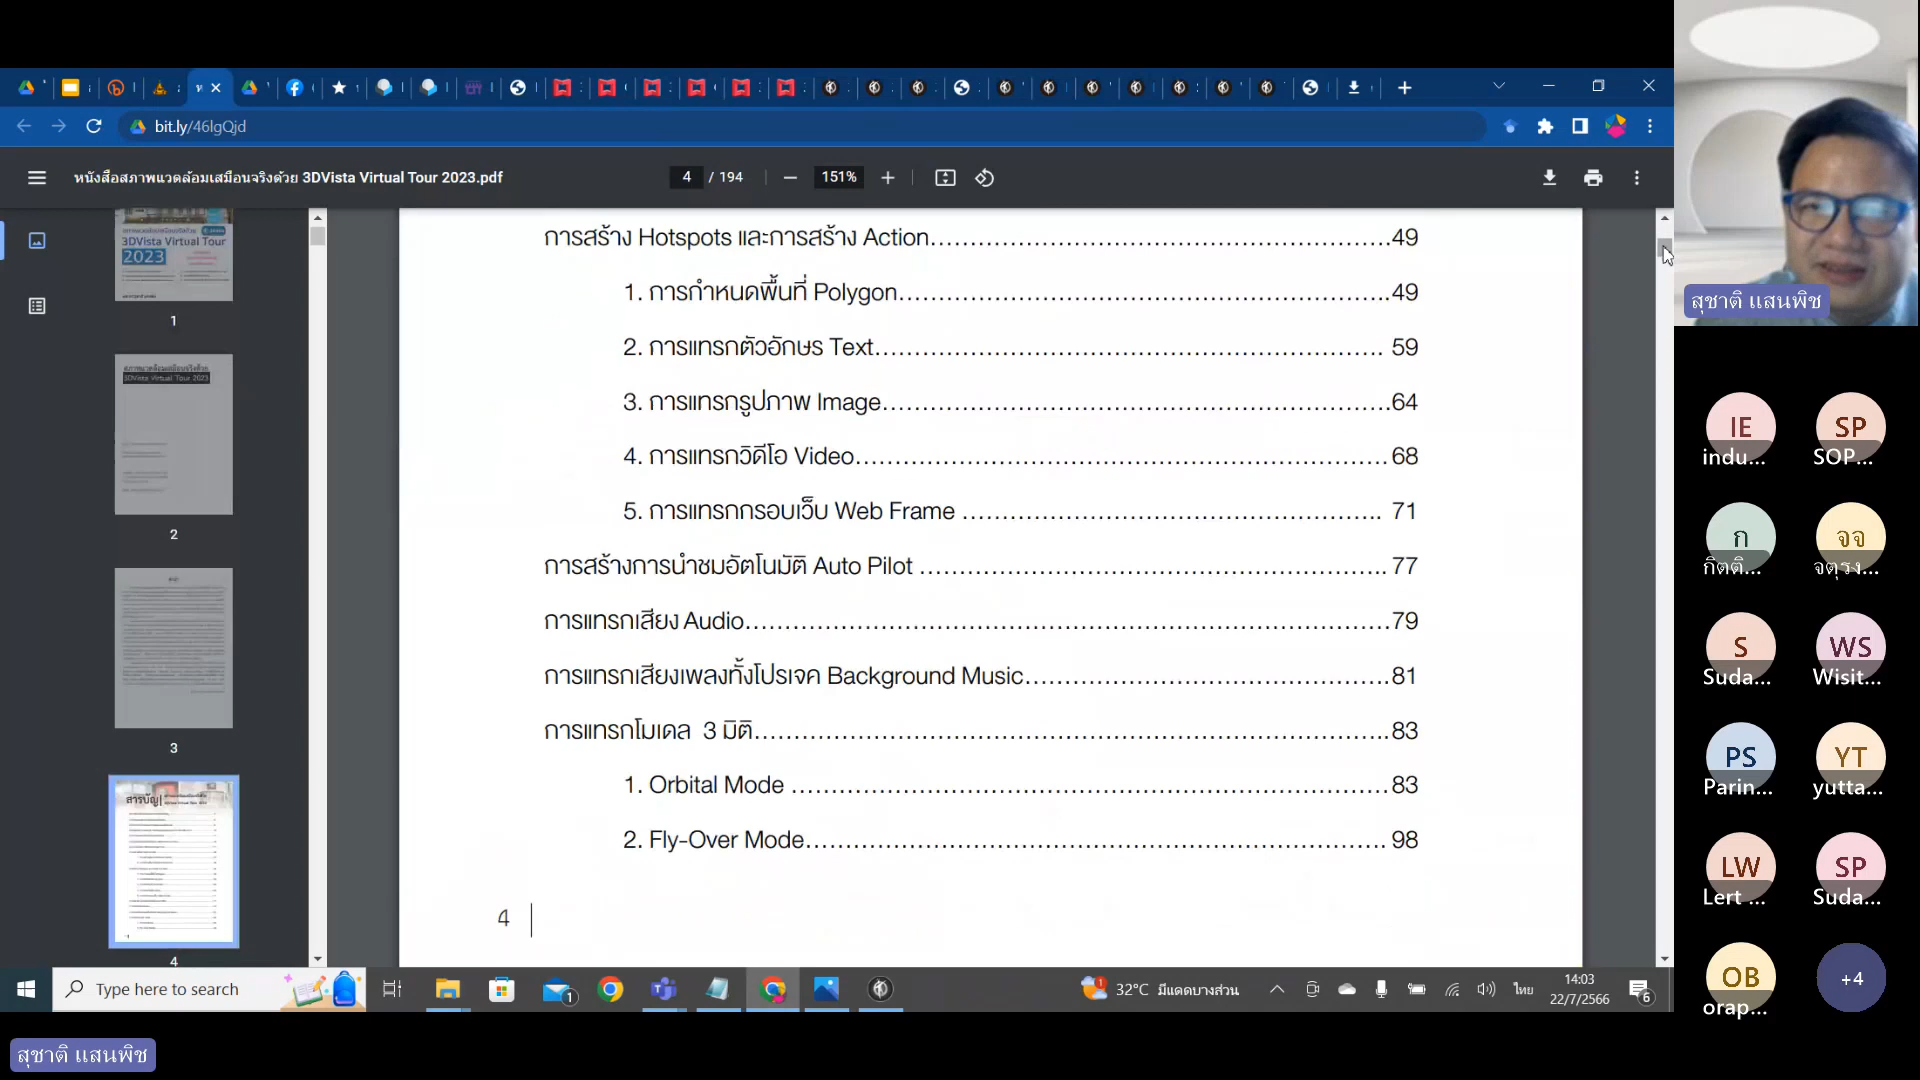 bit.ly/46lgQjd
หนังสือสภาพแวดล้อมเสมือนจริงด้วย 3DVista Virtual Tour 2023.pdf
4 / 194
151%
การสร้าง Hotspots และการสร้าง Action 49
1. การกำหนดพื้นที่ Polygon 49
2. การแทรกตัวอักษร Text 59
3. การแทรกรูปภาพ Image 64
4. การแทรกวิดีโอ Video 68
5. การแทรกกรอบเว็บ Web Frame 71
การสร้างการนำชมอัตโนมัติ Auto Pilot 77
การแทรกเสียง Audio 79
การแทรกเสียงเพลงทั้งโปรเจค Background Music 81
การแทรกโมเดล 3 มิติ 83
1. Orbital Mode 83
2. Fly-Over Mode 98
4
3DVista Virtual Tour
2023
1
3DVista Virtual Tour 2023
2
3
สารบัญ
4
สุชาติ แสนพิช
IE
indu...
SP
SOP...
ก
กิตติ...
จจ
จตุรง...
S
Suda...
WS
Wisit...
PS
Parin...
YT
yutta...
LW
Lert ...
SP
Suda...
OB
orap...
+4
Type here to search
1
1
32°C มีแดดบางส่วน
ไทย
14:03
22/7/2566
6
สุชาติ แสนพิช